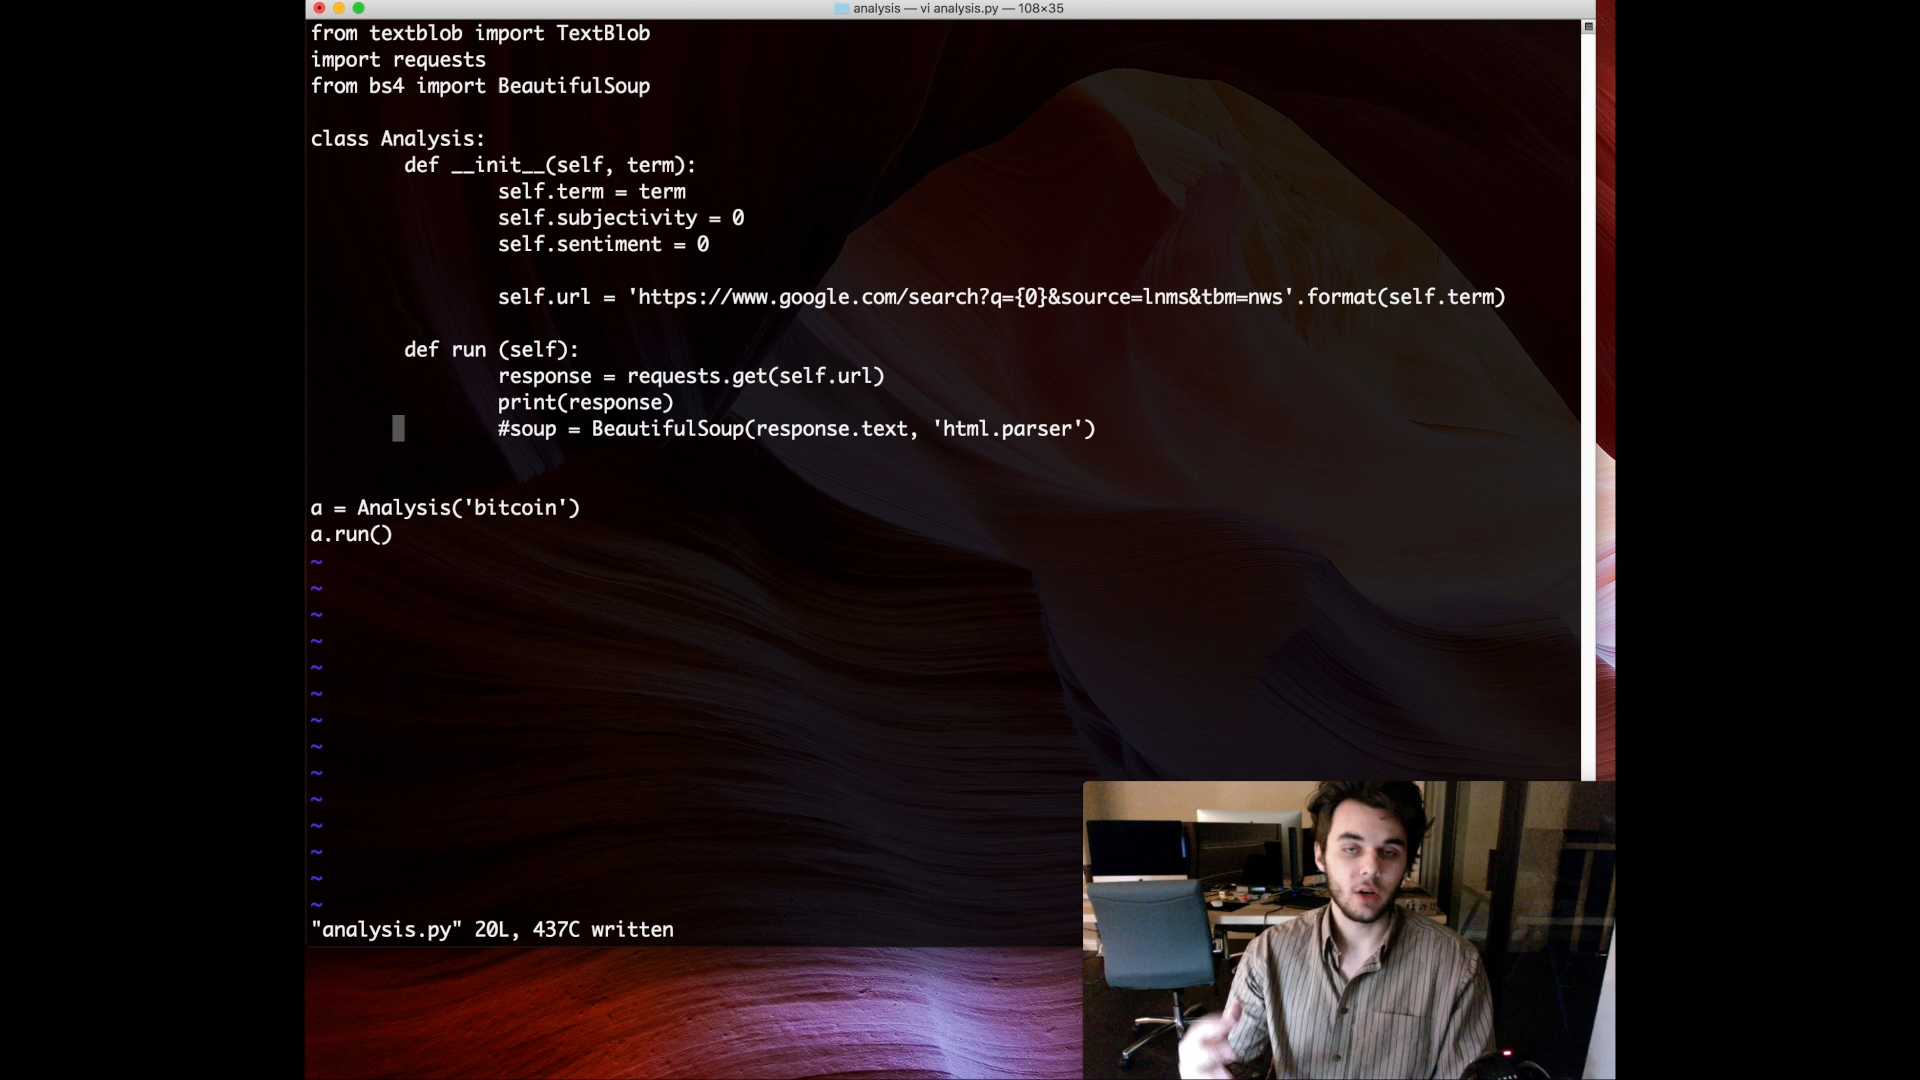 analysis — vi analysis.py — 108×35
from textblob import TextBlob
import requests
from bs4 import BeautifulSoup
class Analysis:
def __init__(self, term):
self.term = term
self.subjectivity = 0
self.sentiment = 0
self.url = 'https://www.google.com/search?q={0}&source=lnms&tbm=nws'.format(self.term)
def run (self):
response = requests.get(self.url)
print(response)
#soup = BeautifulSoup(response.text, 'html.parser')
a = Analysis('bitcoin')
a.run()
~
~
~
~
~
~
~
~
~
~
~
~
~
~
"analysis.py" 20L, 437C written